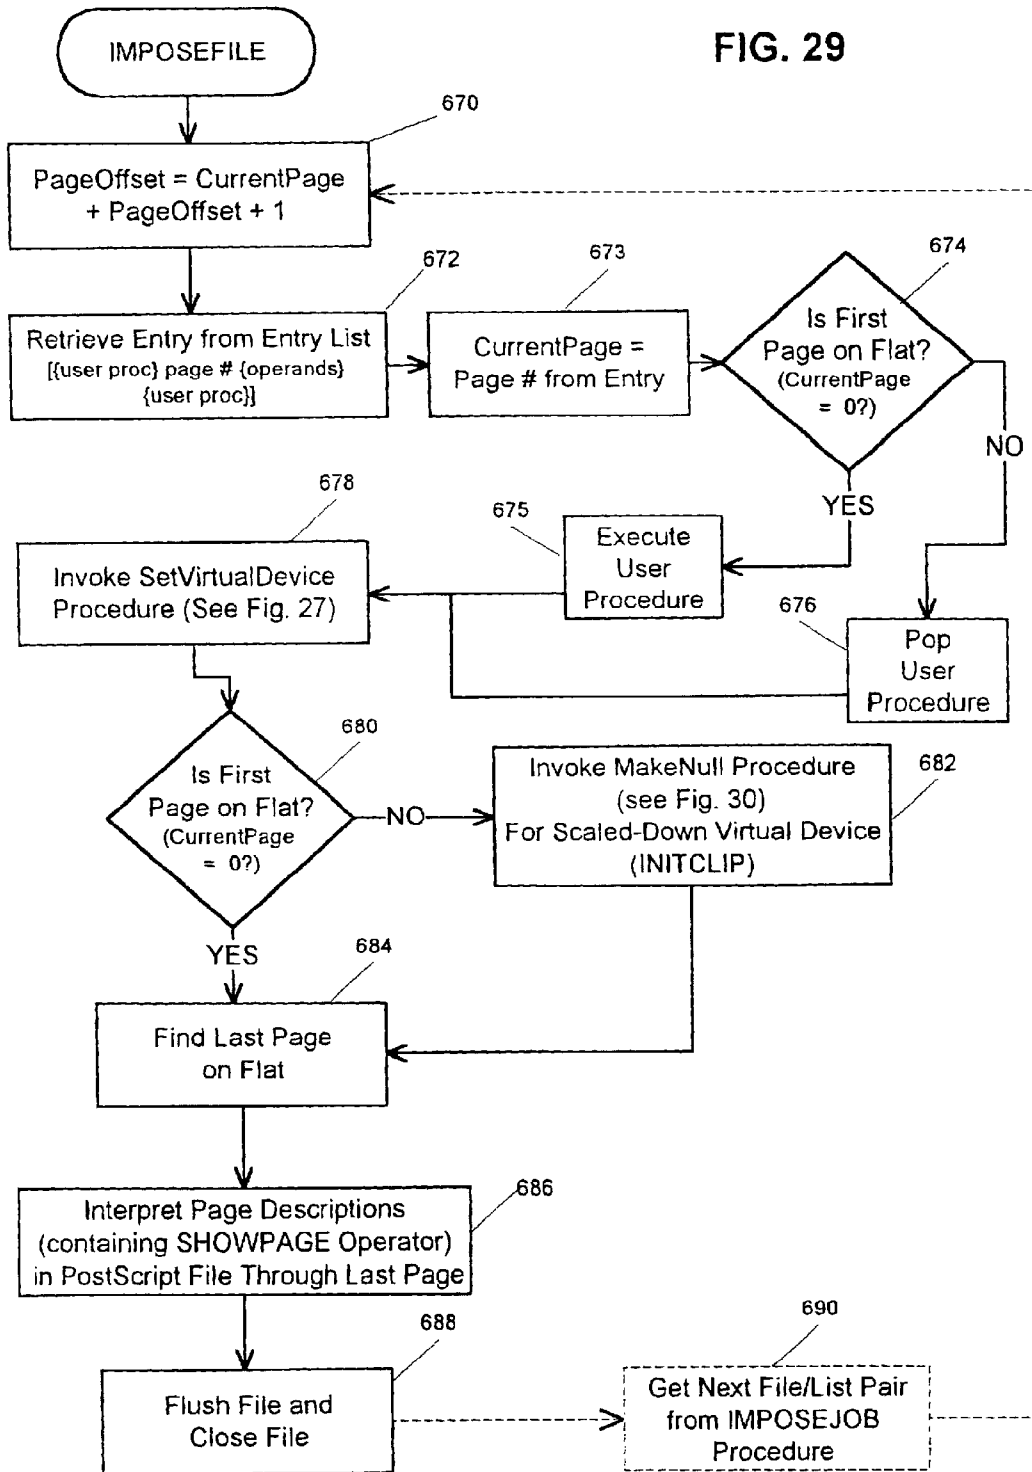 FIG. 29
IMPOSEFILE
670
PageOffset = CurrentPage
+ PageOffset + 1
672
Retrieve Entry from Entry List
[{user proc} page # {operands}
{user proc}]
673
CurrentPage =
Page # from Entry
674
Is First
Page on Flat?
(CurrentPage
= 0?)
NO
YES
675
Execute
User
Procedure
676
Pop
User
Procedure
678
Invoke SetVirtualDevice
Procedure (See Fig. 27)
680
Is First
Page on Flat?
(CurrentPage
= 0?)
NO
682
Invoke MakeNull Procedure
(see Fig. 30)
For Scaled-Down Virtual Device
(INITCLIP)
YES
684
Find Last Page
on Flat
686
Interpret Page Descriptions
(containing SHOWPAGE Operator)
in PostScript File Through Last Page
688
Flush File and
Close File
690
Get Next File/List Pair
from IMPOSEJOB
Procedure